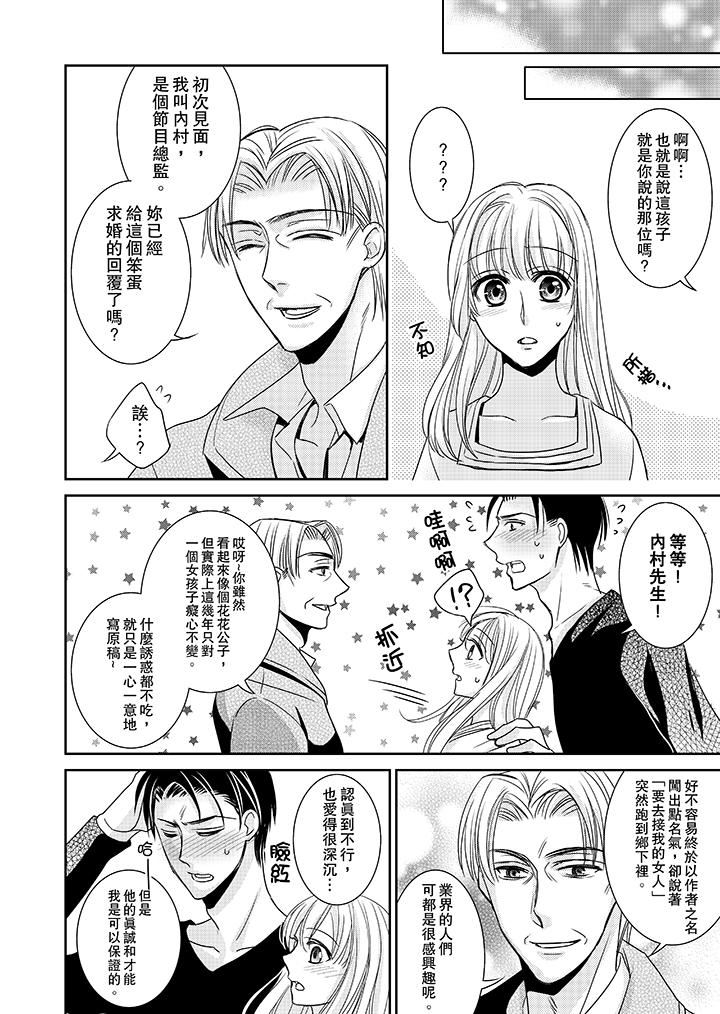 啊啊…
也就是說這孩子
就是你說的那位嗎?
???
不知
所措…
初次見面,
我叫內村,
是個節目總監。
妳已經
給這個笨蛋
求婚的回覆了嗎?
誒…?
等等!
內村先生!
哇啊啊
!?
抓近
哎呀~你雖然
看起來像個花花公子,
但實際上這幾年只對
一個女孩子癡心不變。
什麼誘惑都不吃,
就只是一心一意地
寫原稿~
好不容易終於以作者之名
闖出點名氣,卻說著
「要去接我的女人」
突然跑到鄉下裡。
業界的人們
可都是很感興趣呢。
認真到不行,
也愛得很深沉…
臉紅
哈
但是
他的真誠和才能
我是可以保證的。